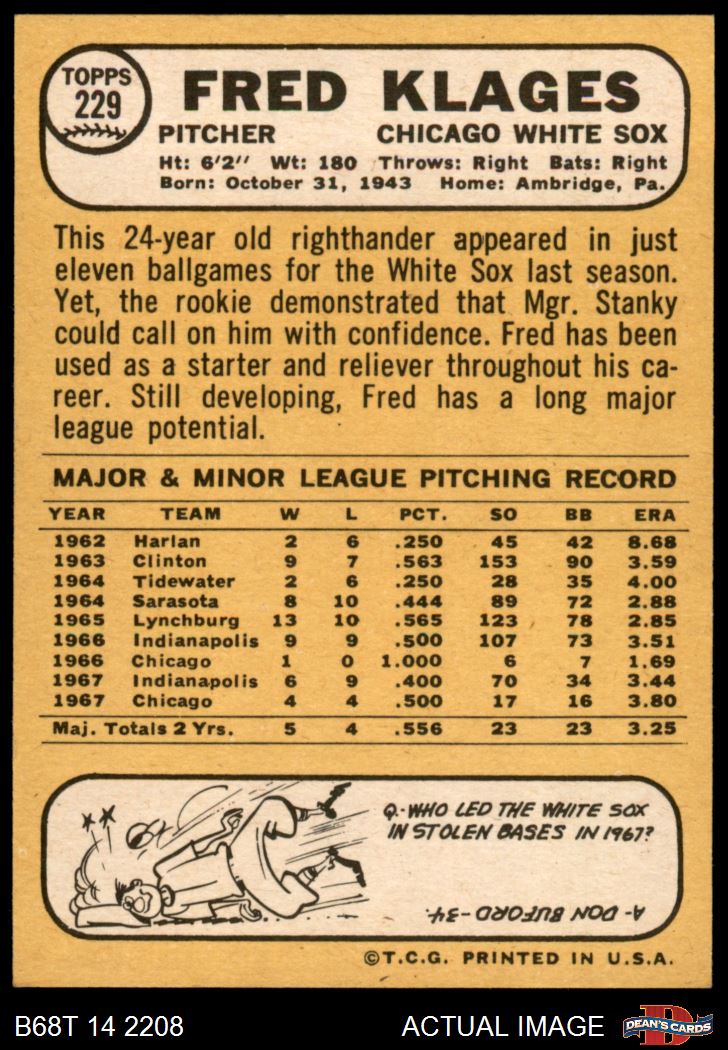 TOPPS
229
FRED KLAGES
PITCHER CHICAGO WHITE SOX
Ht: 6'2'' Wt: 180 Throws: Right Bats: Right
Born: October 31, 1943 Home: Ambridge, Pa.
This 24-year old righthander appeared in just
eleven ballgames for the White Sox last season.
Yet, the rookie demonstrated that Mgr. Stanky
could call on him with confidence. Fred has been
used as a starter and reliever throughout his ca-
reer. Still developing, Fred has a long major
league potential.
MAJOR & MINOR LEAGUE PITCHING RECORD
YEAR TEAM W L PCT. SO BB ERA
1962 Harlan 2 6 .250 45 42 8.68
1963 Clinton 9 7 .563 153 90 3.59
1964 Tidewater 2 6 .250 28 35 4.00
1964 Sarasota 8 10 .444 89 72 2.88
1965 Lynchburg 13 10 .565 123 78 2.85
1966 Indianapolis 9 9 .500 107 73 3.51
1966 Chicago 1 0 1.000 6 7 1.69
1967 Indianapolis 6 9 .400 70 34 3.44
1967 Chicago 4 4 .500 17 16 3.80
Maj. Totals 2 Yrs. 5 4 .556 23 23 3.25
Q.-WHO LED THE WHITE SOX
IN STOLEN BASES IN 1967?
A- DON BUFORD -34.
©T.C.G. PRINTED IN U.S.A.
B68T 14 2208 ACTUAL IMAGE
D
DEAN'S CARDS